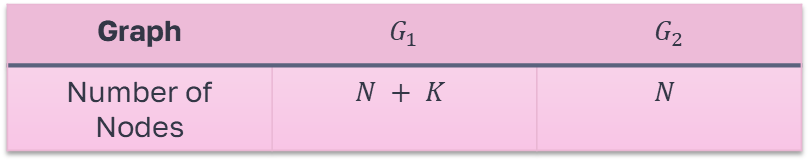 Graph G₁ G₂
Number of Nodes N + K N